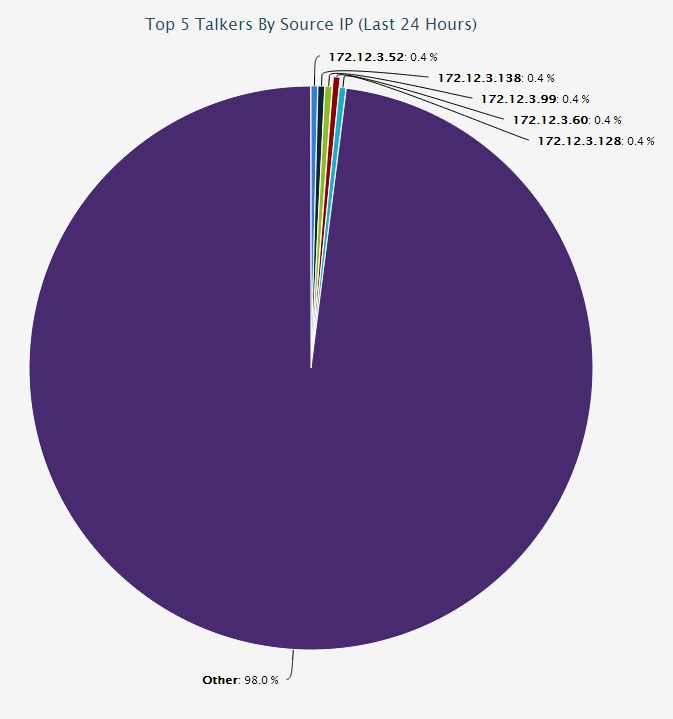 Top 5 Talkers By Source IP (Last 24 Hours)
172.12.3.52: 0.4 %
172.12.3.138: 0.4 %
172.12.3.99: 0.4 %
172.12.3.60: 0.4 %
172.12.3.128: 0.4 %
Other: 98.0 %